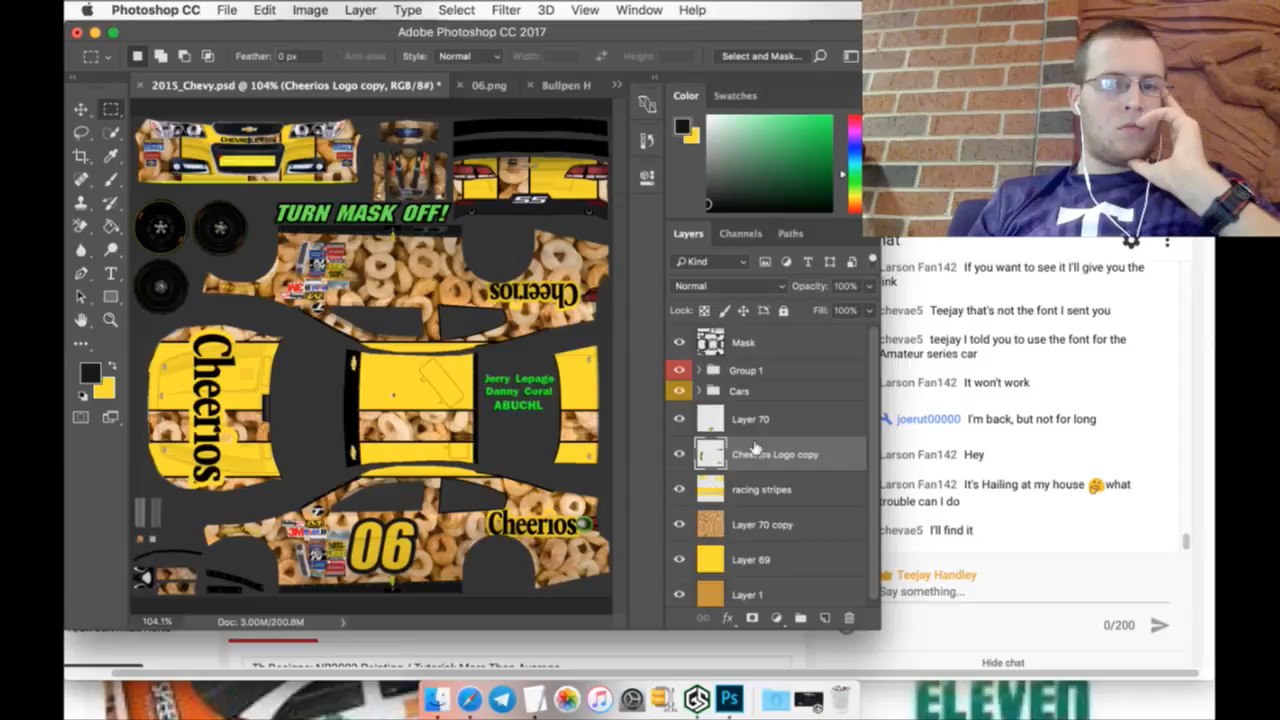 Photoshop CC File Edit Image Layer Type Select Filter 3D View Window Help
Adobe Photoshop CC 2017
Feather: 0 px Anti-alias Style: Normal Width: Height: Select and Mask...
2015_Chevy.psd @ 104% (Cheerios Logo copy, RGB/8#) * 06.png Bullpen H
Color Swatches
TURN MASK OFF!
SS
Cheerios
Cheerios
Jerry Lepage
Danny Coral
ABUCHL
06
Cheerios
Layers Channels Paths
Kind
Normal Opacity: 100%
Lock: Fill: 100%
Mask
Group 1
Cars
Layer 70
Cheerios Logo copy
racing stripes
Layer 70 copy
Layer 69
Layer 1
fx
104.1% Doc: 3.00M/200.8M
Larson Fan142 If you want to see it I'll give you the
chevae5 Teejay that's not the font I sent you
chevae5 teejay I told you to use the font for the
Amateur series car
Larson Fan142 It won't work
joerut00000 I'm back, but not for long
Larson Fan142 Hey
Larson Fan142 It's Hailing at my house 🤔 what
trouble can I do
chevae5 I'll find it
Teejay Handley
Say something...
0/200
Hide chat
Ps
ELEVEN